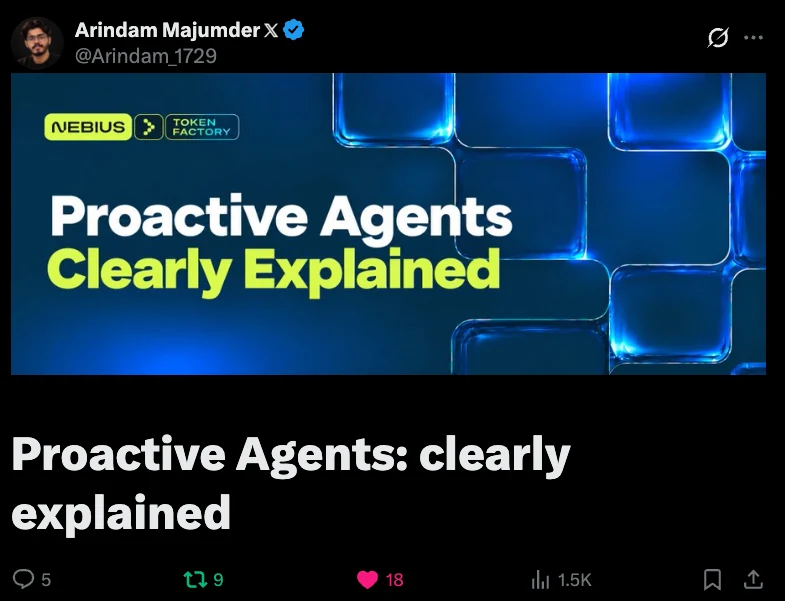 Arindam Majumder X
@Arindam_1729
NEBIUS
TOKEN
FACTORY
Proactive Agents
Clearly Explained
Proactive Agents: clearly
explained
5 9 18 1.5K